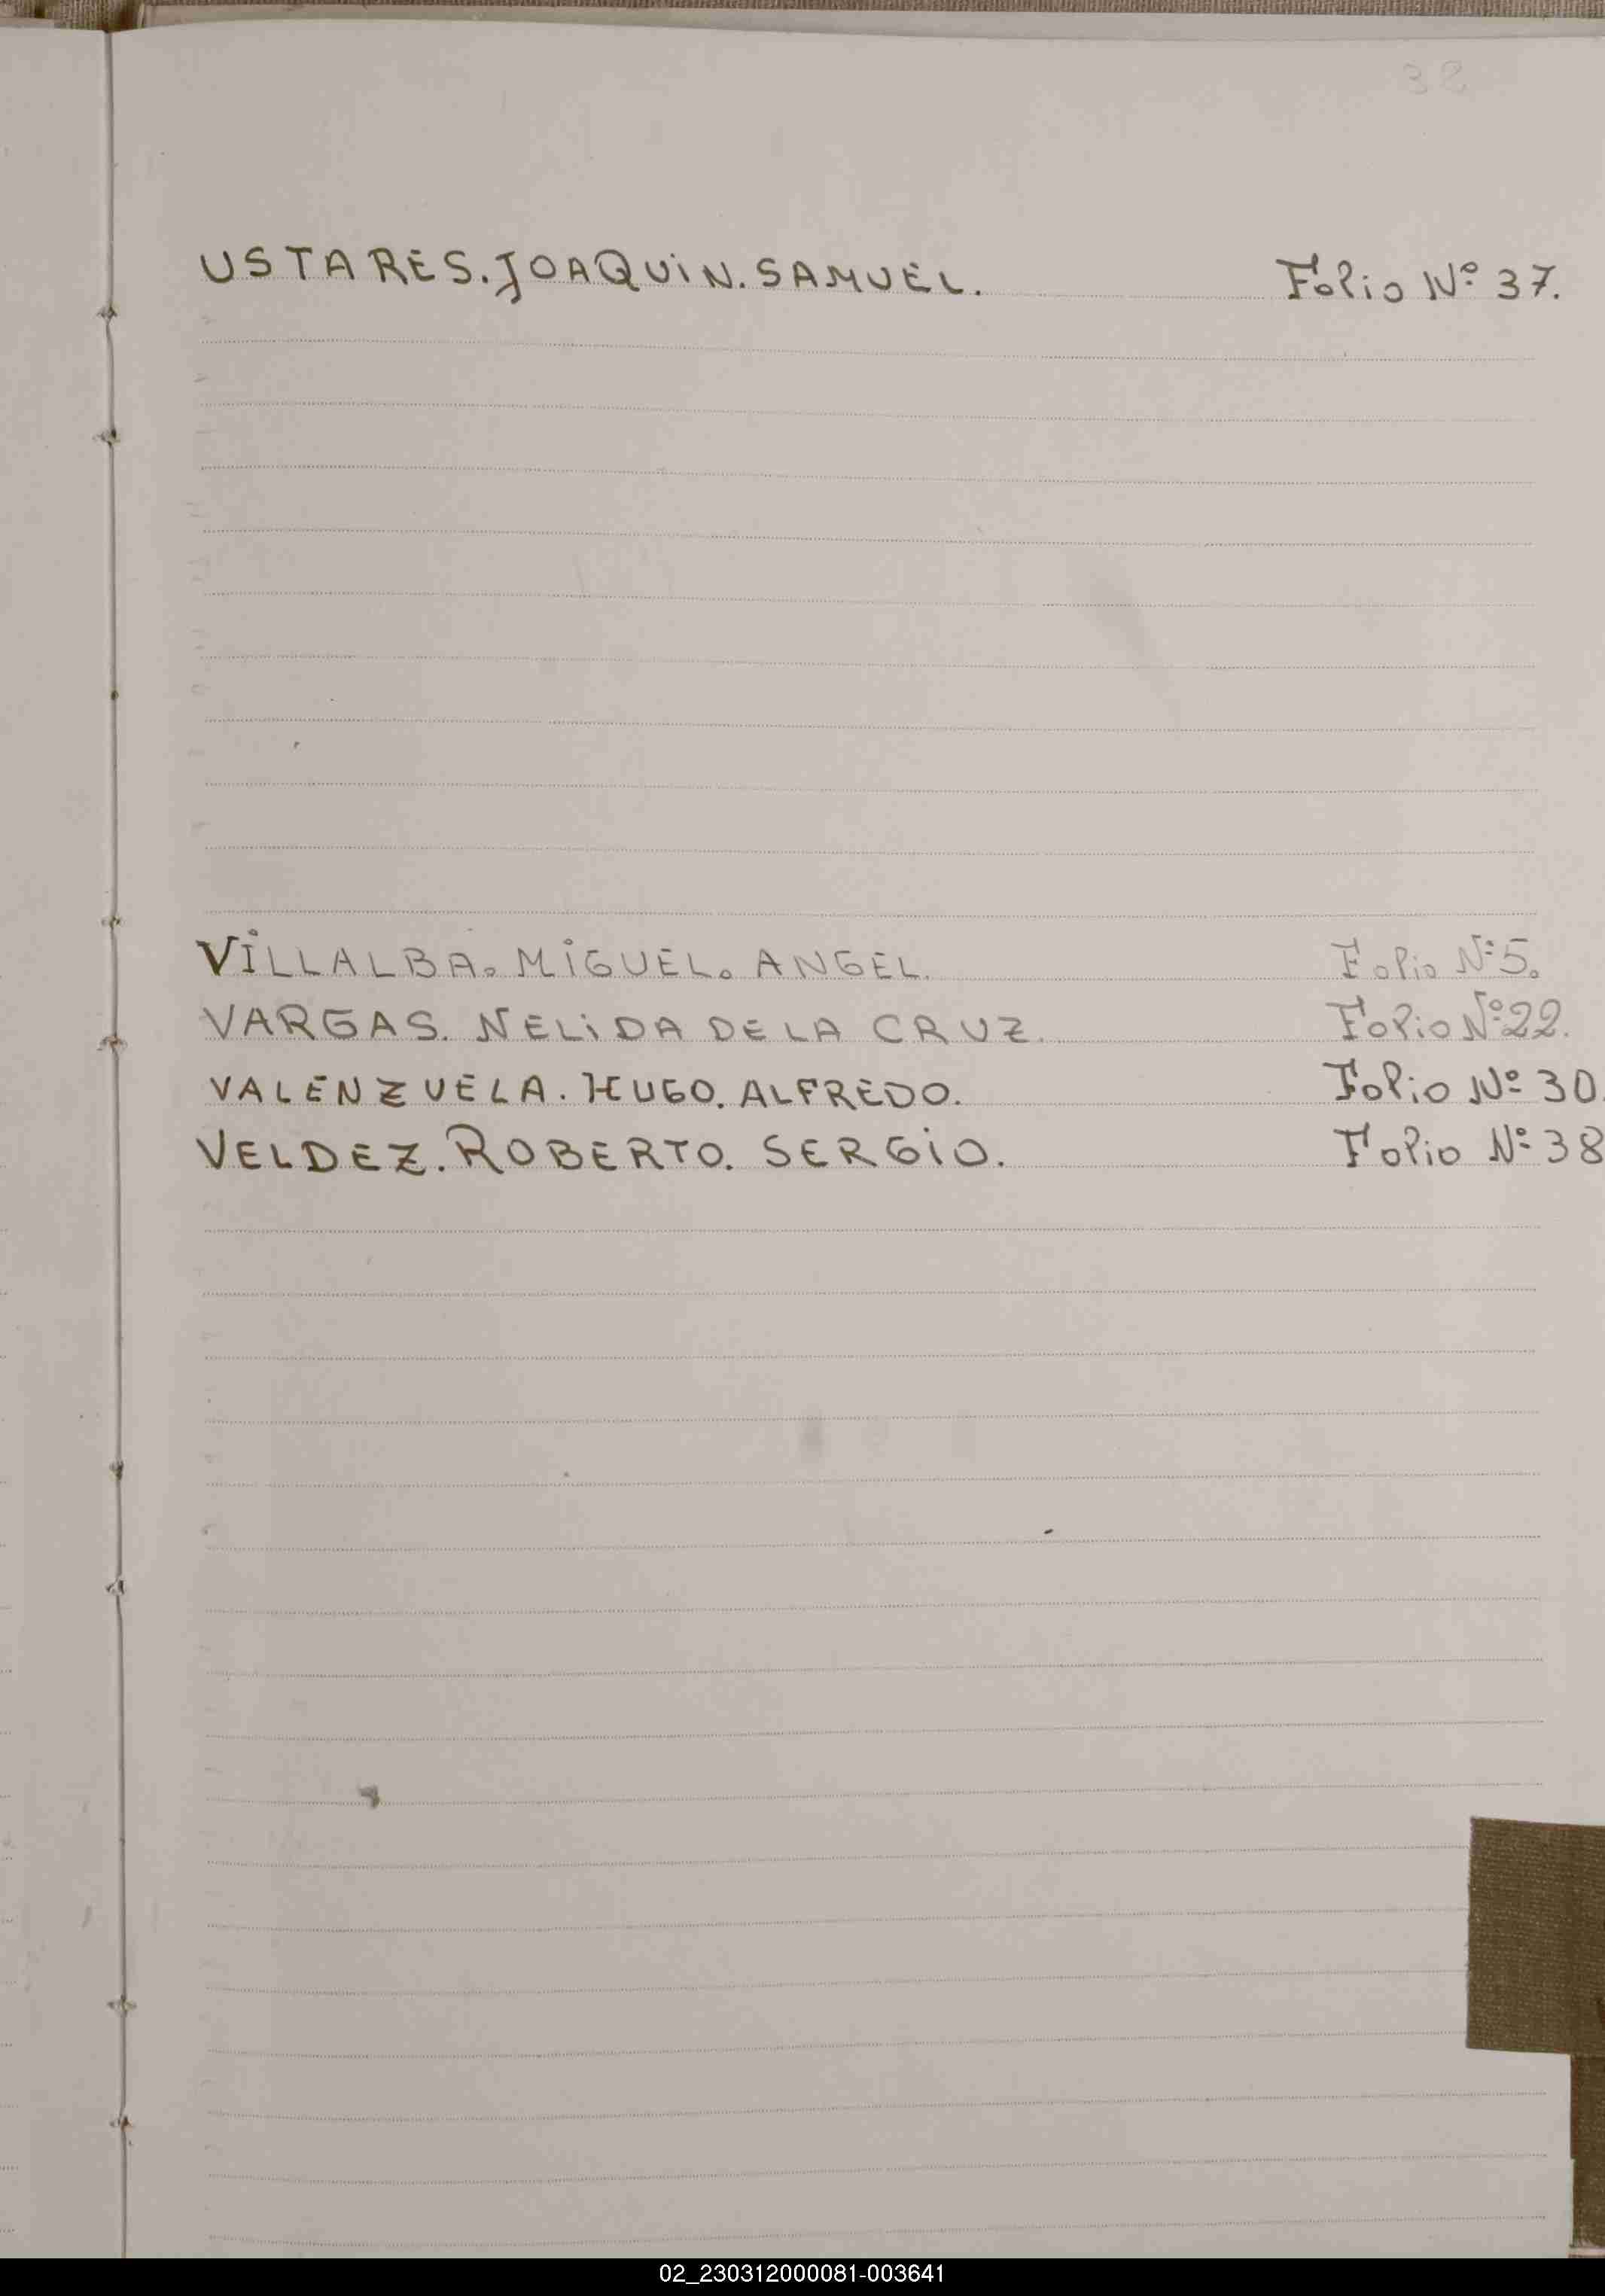 32
USTARES. JOAQUiN. SAMUEL. Folio Nº 37.
ViLLALBA. MiGUEL. ANGEL. Folio Nº 5.
VARGAS. NELiDA DE LA CRUZ. Folio Nº 22.
VALENZUELA. HUGO. ALFREDO. Folio Nº 30.
VELDEZ. ROBERTO. SERGiO. Folio Nº 38
02_230312000081-003641